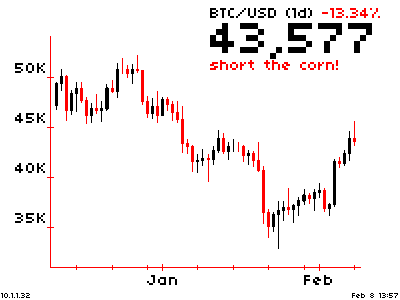 BTC/USD (1d) -13.34%
43,577
short the corn!
50K
45K
40K
35K
Jan Feb
10.1.1.32 Feb 8 13:57